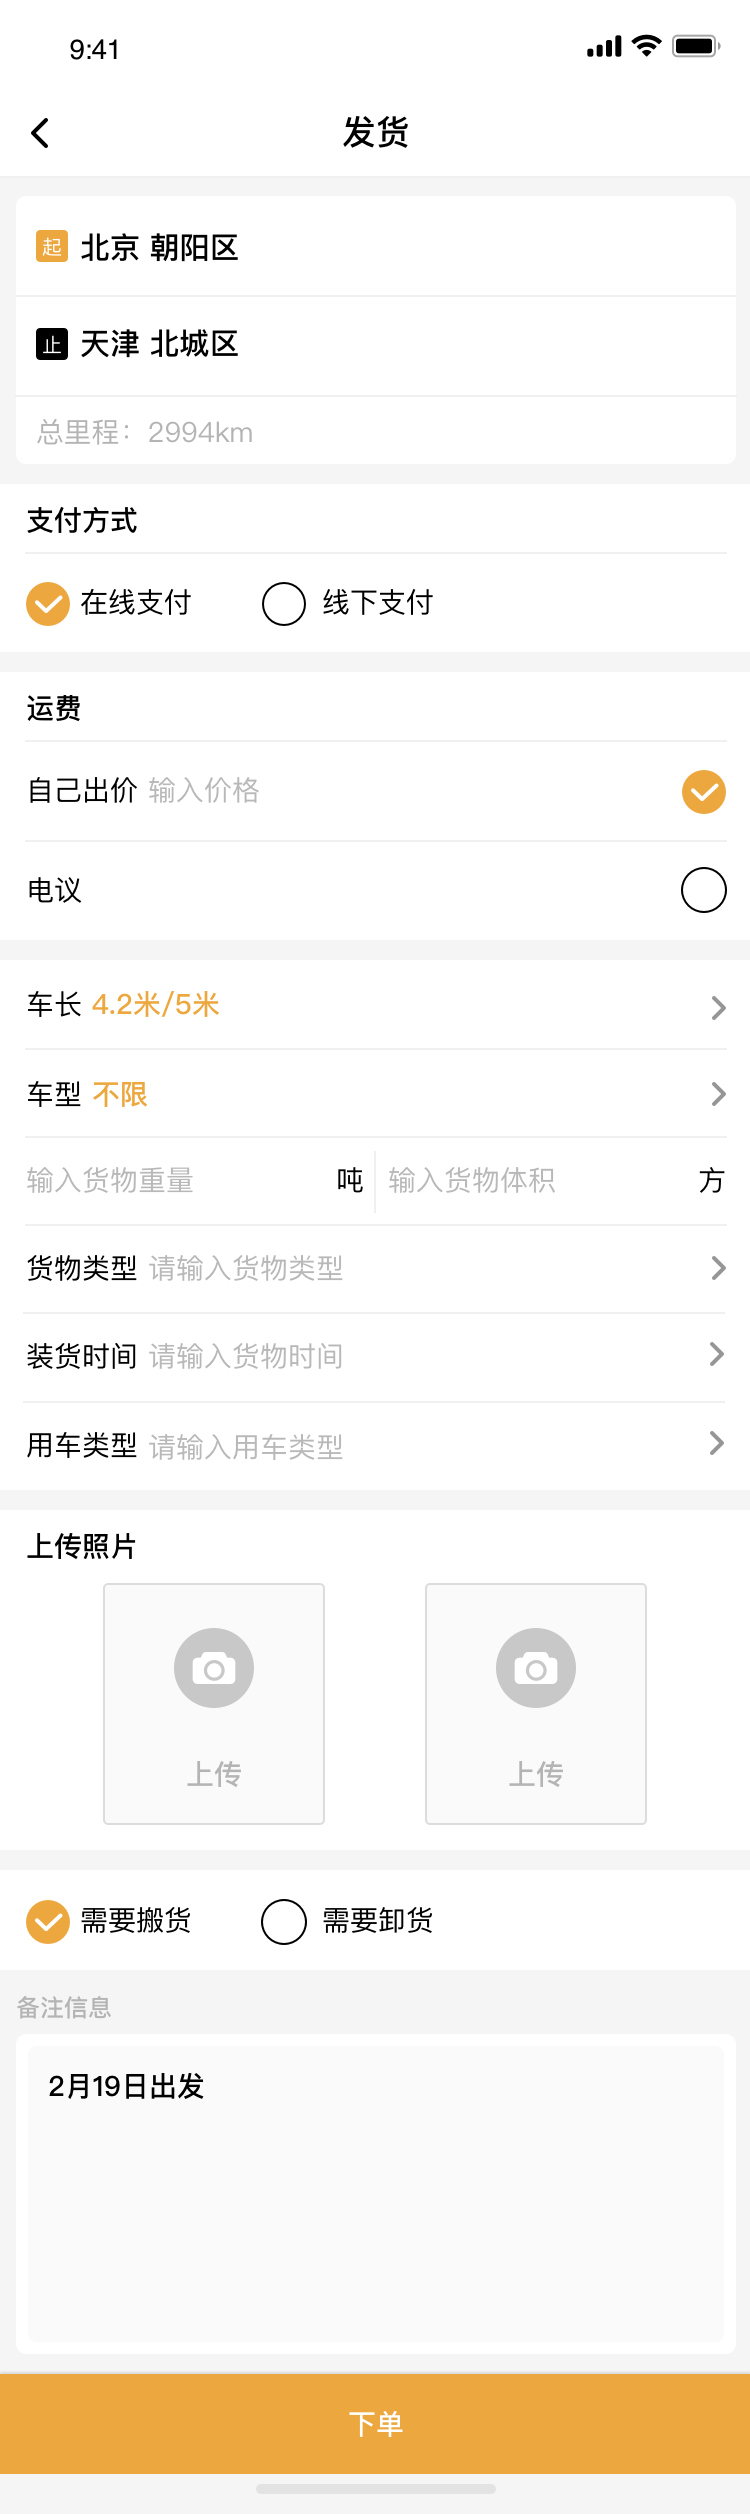 9:41
发货
起 北京 朝阳区
止 天津 北城区
总里程：2994km
支付方式
在线支付 线下支付
运费
自己出价 输入价格
电议
车长 4.2米/5米
车型 不限
输入货物重量 吨 输入货物体积 方
货物类型 请输入货物类型
装货时间 请输入货物时间
用车类型 请输入用车类型
上传照片
上传 上传
需要搬货 需要卸货
备注信息
2月19日出发
下单